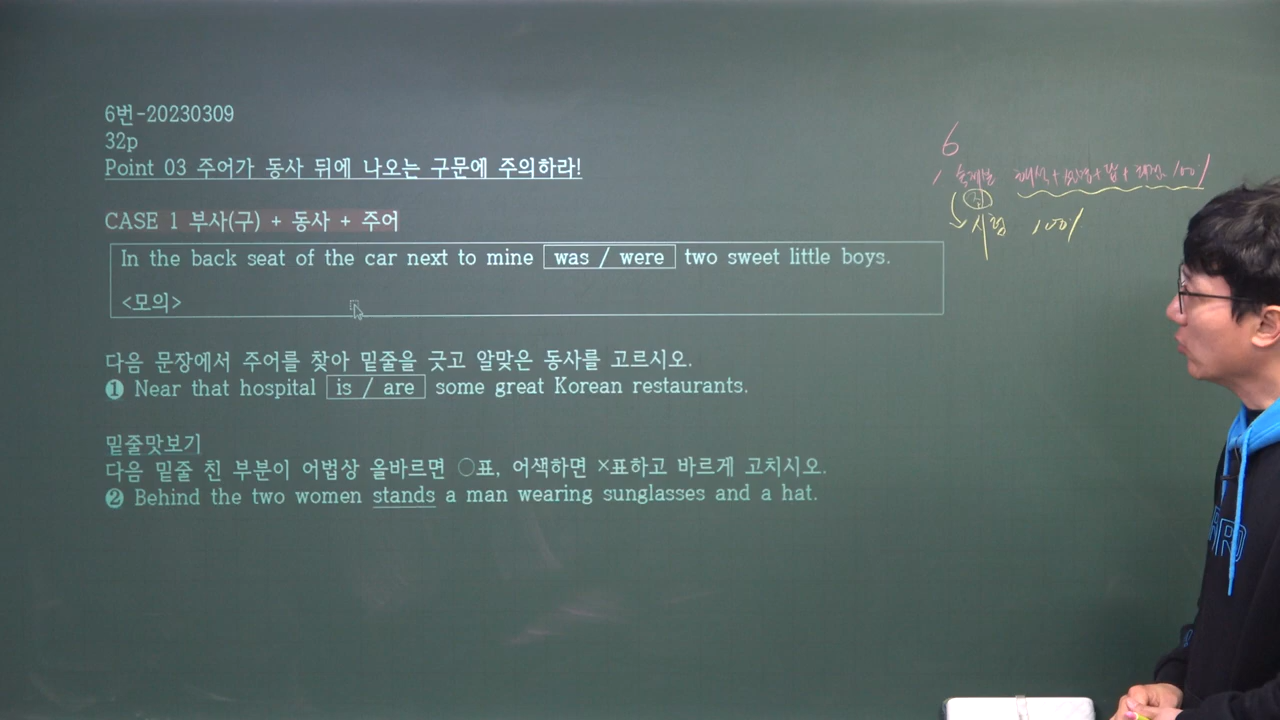 6번-20230309
32p
Point 03 주어가 동사 뒤에 나오는 구문에 주의하라!
CASE 1 부사(구) + 동사 + 주어
In the back seat of the car next to mine was / were two sweet little boys.
<모의>
다음 문장에서 주어를 찾아 밑줄을 긋고 알맞은 동사를 고르시오.
❶ Near that hospital is / are some great Korean restaurants.
밑줄맛보기
다음 밑줄 친 부분이 어법상 올바르면 ○표, 어색하면 ×표하고 바르게 고치시오.
❷ Behind the two women stands a man wearing sunglasses and a hat.
6
100%
시험 100%